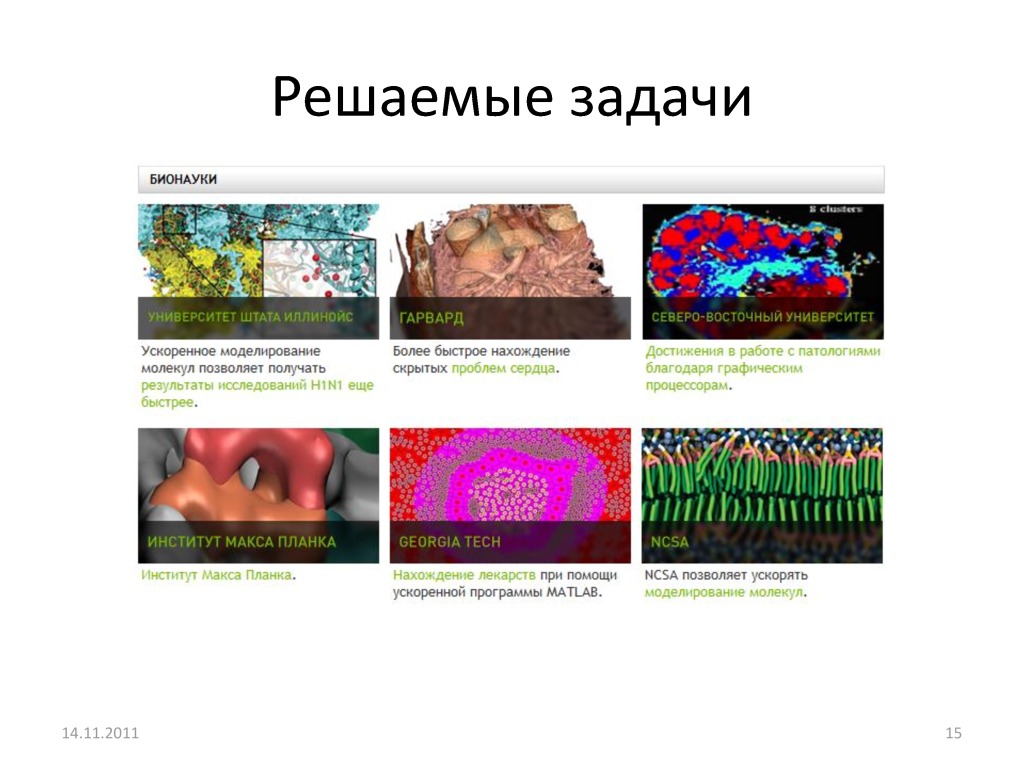 Решаемые задачи
БИОНАУКИ
8 clusters
УНИВЕРСИТЕТ ШТАТА ИЛЛИНОЙС
ГАРВАРД
СЕВЕРО-ВОСТОЧНЫЙ УНИВЕРСИТЕТ
Ускоренное моделирование
молекул позволяет получать
результаты исследований H1N1 еще
быстрее.
Более быстрое нахождение
скрытых проблем сердца.
Достижения в работе с патологиями
благодаря графическим
процессорам.
ИНСТИТУТ МАКСА ПЛАНКА
GEORGIA TECH
NCSA
Институт Макса Планка.
Нахождение лекарств при помощи
ускоренной программы MATLAB.
NCSA позволяет ускорять
моделирование молекул.
14.11.2011
15